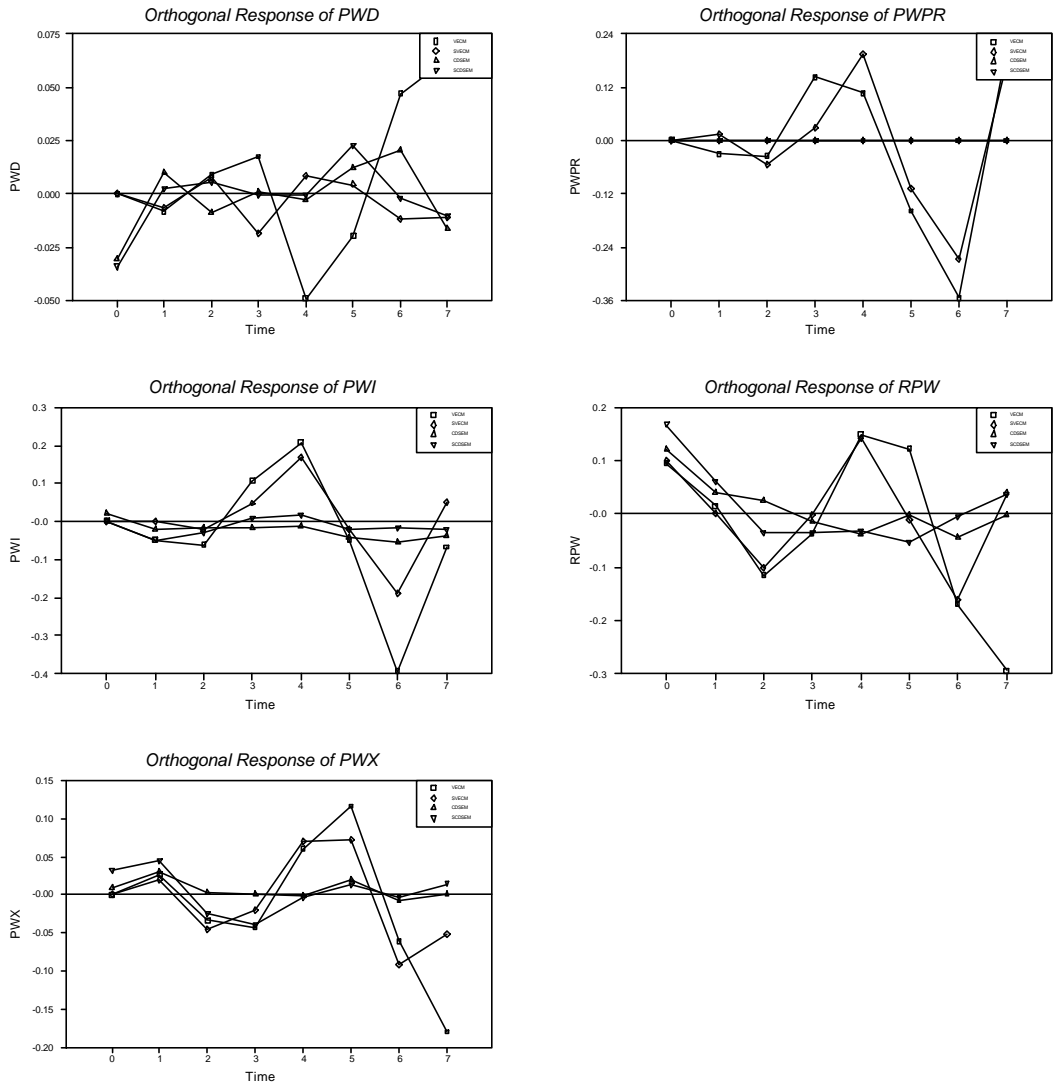 Orthogonal Response of PWD
0.075
0.050
0.025
0.000
-0.025
-0.050
PWD
0 1 2 3 4 5 6 7
Time
VECM
SVECM
CDSEM
SCDSEM
Orthogonal Response of PWPR
0.24
0.12
0.00
-0.12
-0.24
-0.36
PWPR
0 1 2 3 4 5 6 7
Time
VECM
SVECM
CDSEM
SCDSEM
Orthogonal Response of PWI
0.3
0.2
0.1
-0.0
-0.1
-0.2
-0.3
-0.4
PWI
0 1 2 3 4 5 6 7
Time
VECM
SVECM
CDSEM
SCDSEM
Orthogonal Response of RPW
0.2
0.1
-0.0
-0.1
-0.2
-0.3
RPW
0 1 2 3 4 5 6 7
Time
VECM
SVECM
CDSEM
SCDSEM
Orthogonal Response of PWX
0.15
0.10
0.05
-0.00
-0.05
-0.10
-0.15
-0.20
PWX
0 1 2 3 4 5 6 7
Time
VECM
SVECM
CDSEM
SCDSEM